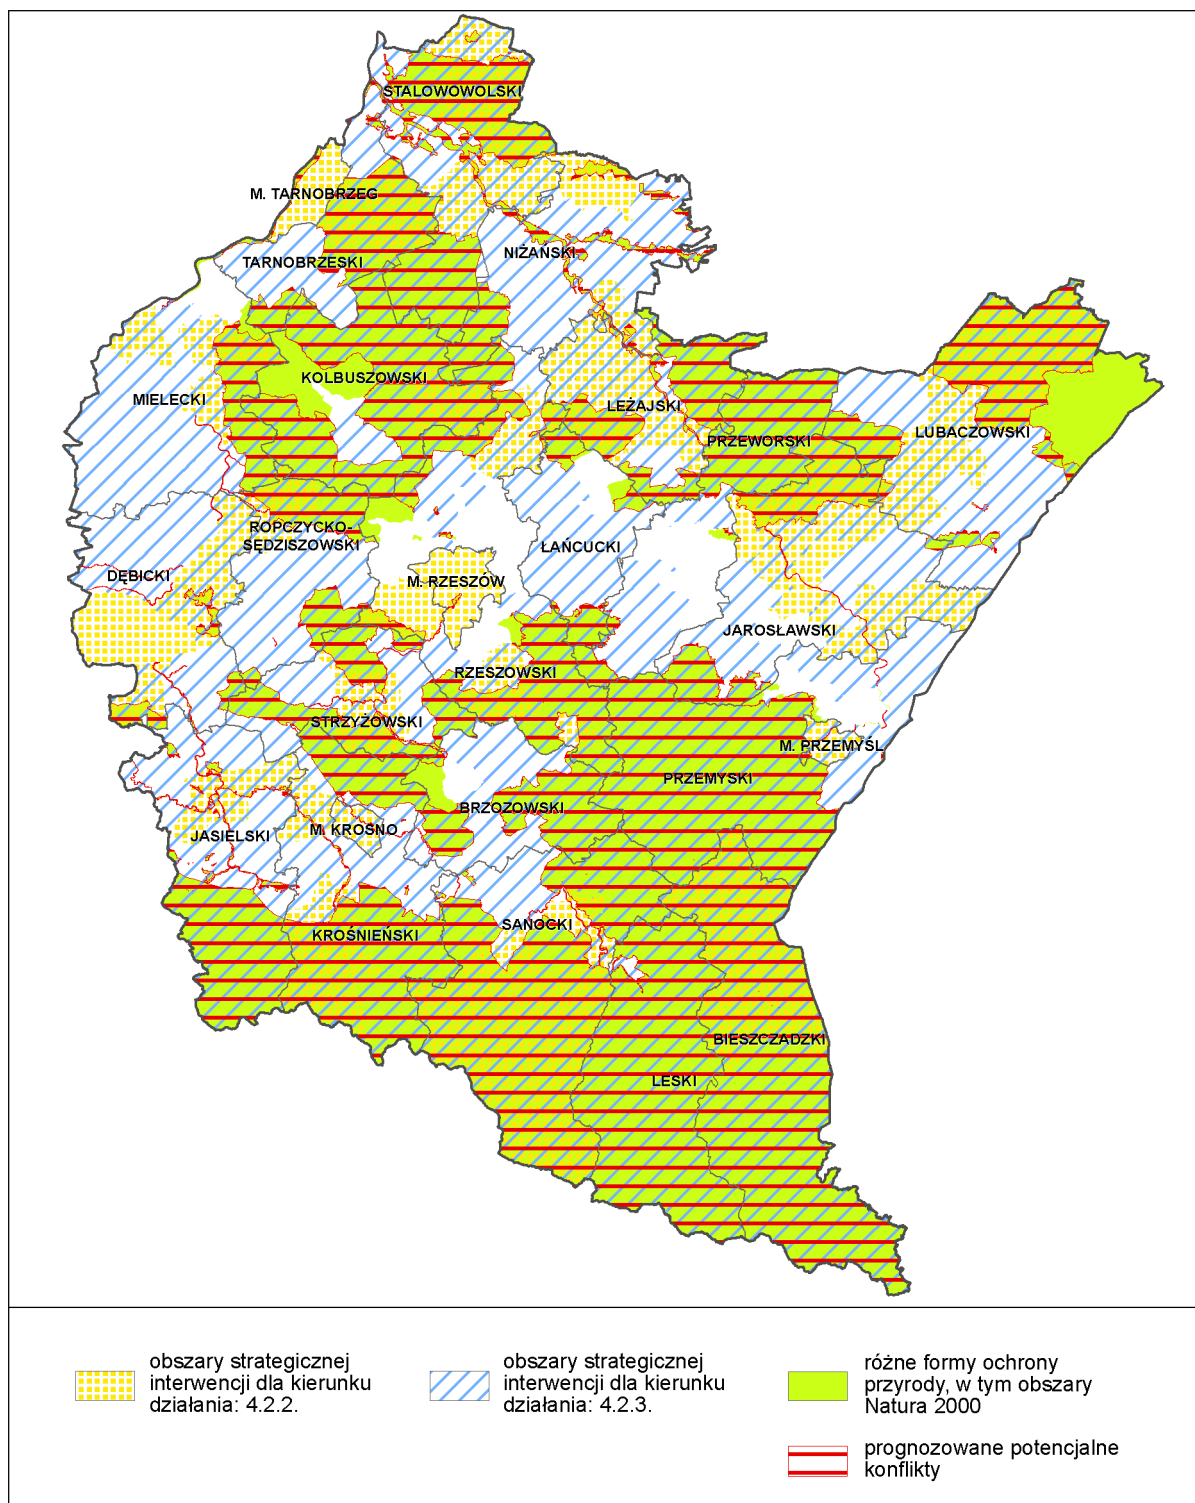 STALOWOWOLSKI
M. TARNOBRZEG
NIŻAŃSKI
TARNOBRZESKI
KOLBUSZOWSKI
MIELECKI
LEŻAJSKI
LUBACZOWSKI
PRZEWORSKI
ROPCZYCKO-
SĘDZISZOWSKI
ŁAŃCUCKI
DĘBICKI
M. RZESZÓW
JAROSŁAWSKI
RZESZOWSKI
STRZYŻOWSKI
M. PRZEMYŚL
PRZEMYSKI
BRZOZOWSKI
M. KROSNO
JASIELSKI
SANOCKI
KROŚNIEŃSKI
BIESZCZADZKI
LESKI
obszary strategicznej
interwencji dla kierunku
działania: 4.2.2.
obszary strategicznej
interwencji dla kierunku
działania: 4.2.3.
różne formy ochrony
przyrody, w tym obszary
Natura 2000
prognozowane potencjalne
konflikty